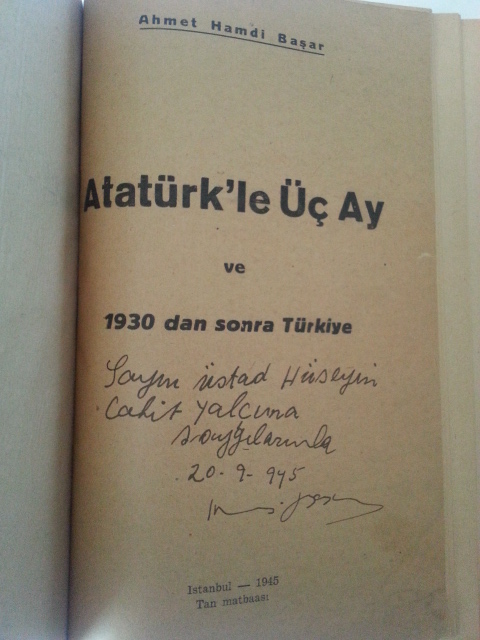 Ahmet Hamdi Başar
Atatürk'le Üç Ay
ve
1930 dan sonra Türkiye
Sayın üstad Hüseyin
Cahit Yalçına
saygılarımla
20-9-945
Istanbul — 1945
Tan matbaası